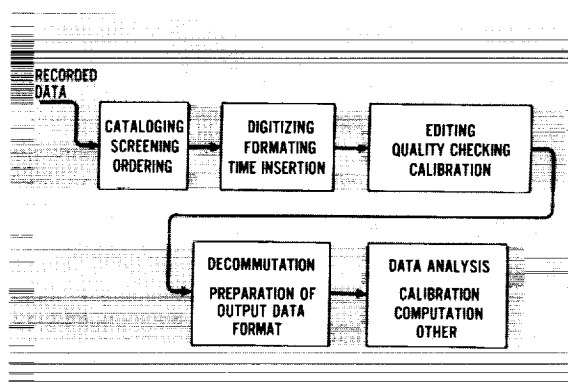 RECORDED
DATA
CATALOGING
SCREENING
ORDERING
DIGITIZING
FORMATING
TIME INSERTION
EDITING
QUALITY CHECKING
CALIBRATION
DECOMMUTATION
PREPARATION OF
OUTPUT DATA
FORMAT
DATA ANALYSIS
CALIBRATION
COMPUTATION
OTHER